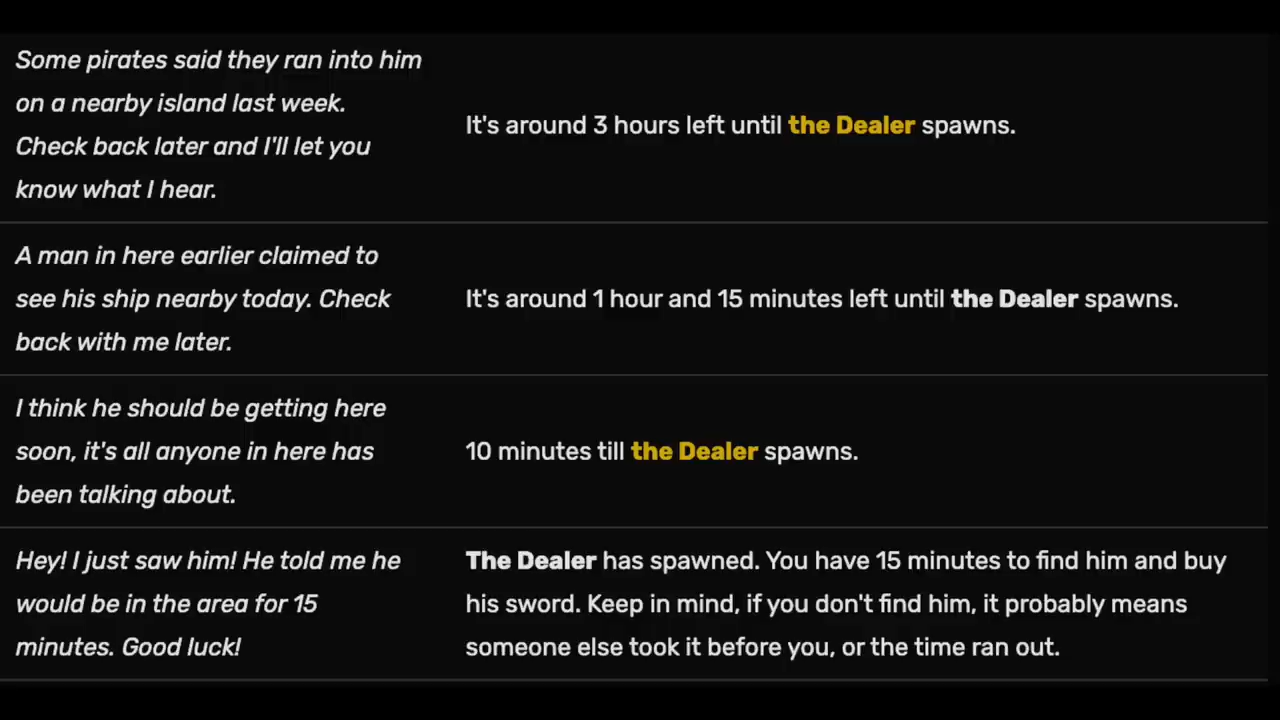 Some pirates said they ran into him
on a nearby island last week.
Check back later and I'll let you
know what I hear.
It's around 3 hours left until the Dealer spawns.
A man in here earlier claimed to
see his ship nearby today. Check
back with me later.
It's around 1 hour and 15 minutes left until the Dealer spawns.
I think he should be getting here
soon, it's all anyone in here has
been talking about.
10 minutes till the Dealer spawns.
Hey! I just saw him! He told me he
would be in the area for 15
minutes. Good luck!
The Dealer has spawned. You have 15 minutes to find him and buy
his sword. Keep in mind, if you don't find him, it probably means
someone else took it before you, or the time ran out.